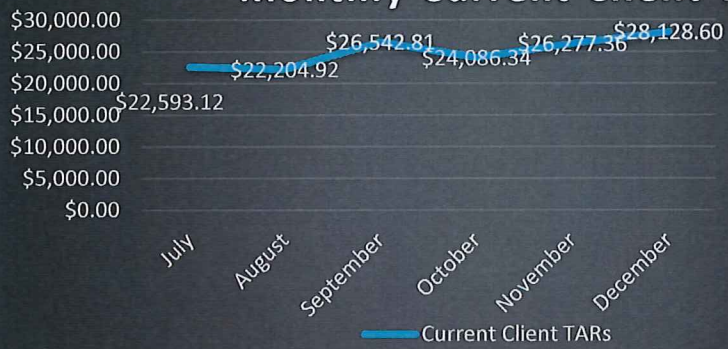 $30,000.00
$25,000.00
$20,000.00
$15,000.00
$10,000.00
$5,000.00
$0.00
$22,593.12
$22,204.92
$26,542.81
$24,086.34
$26,277.36
$28,128.60
July
August
September
October
November
December
Current Client TARs